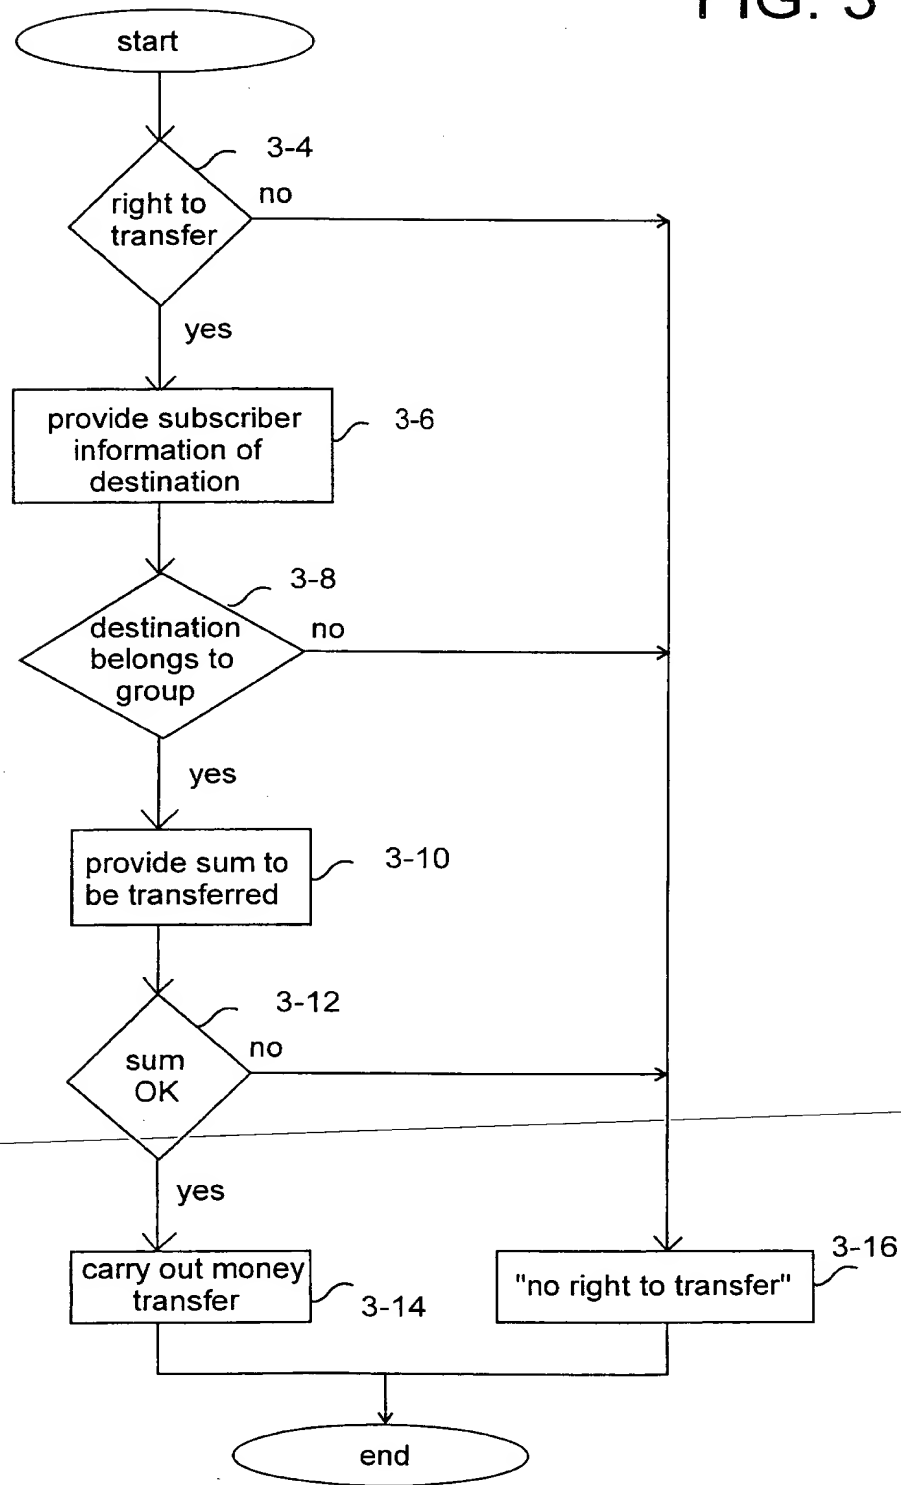 FIG. 3
start
3-4
right to
transfer
no
yes
provide subscriber
information of
destination
3-6
3-8
destination
belongs to
group
no
yes
provide sum to
be transferred
3-10
3-12
sum
OK
no
yes
carry out money
transfer
3-14
"no right to transfer"
3-16
end